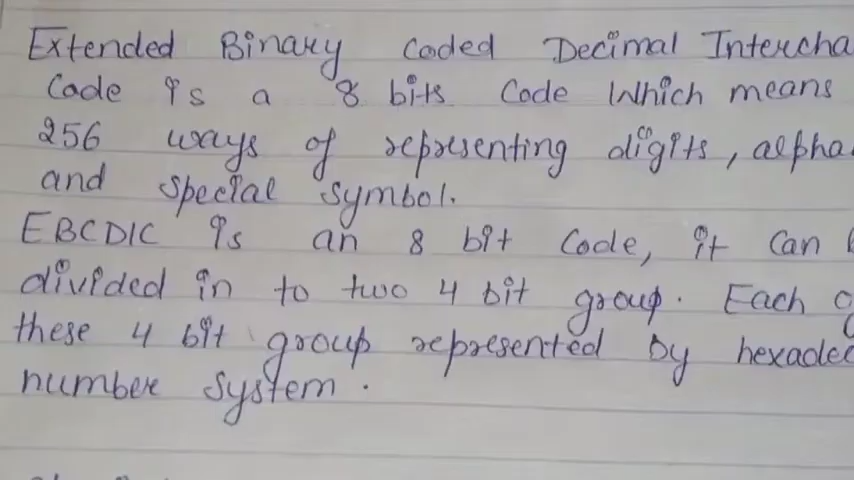 Extended Binary Coded Decimal Intercha
Code is a 8 bits Code Which means
256 ways of representing digits, alpha
and special symbol.
EBCDIC is an 8 bit Code, it can
divided in to two 4 bit group. Each
these 4 bit group represented by hexadec
number system.